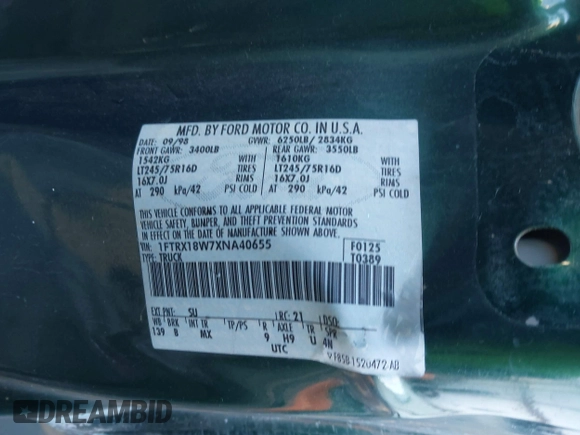 MFD. BY FORD MOTOR CO. IN U.S.A.
DATE: 09/98 GVWR: 6250LB/ 2834KG
FRONT GAWR: 3400LB REAR GAWR: 3550LB
1542KG WITH 1610KG WITH
LT245/75R16D TIRES LT245/75R16D TIRES
16X7.0J RIMS 16X7.0J RIMS
AT 290 kPa/42 PSI COLD AT 290 kPa/42 PSI COLD
THIS VEHICLE CONFORMS TO ALL APPLICABLE FEDERAL MOTOR
VEHICLE SAFETY, BUMPER, AND THEFT PREVENTION STANDARDS
IN EFFECT ON THE DATE OF MANUFACTURE SHOWN ABOVE.
VIN: 1FTRX18W7XNA40655 F0125
TYPE: TRUCK T0389
EXT PNT: SU RC: 21 DSO:
WB BRK INT TR TP/PS R AXLE TR SPR
139 B MX 9 H9 U 4N
UTC
DREAMBID